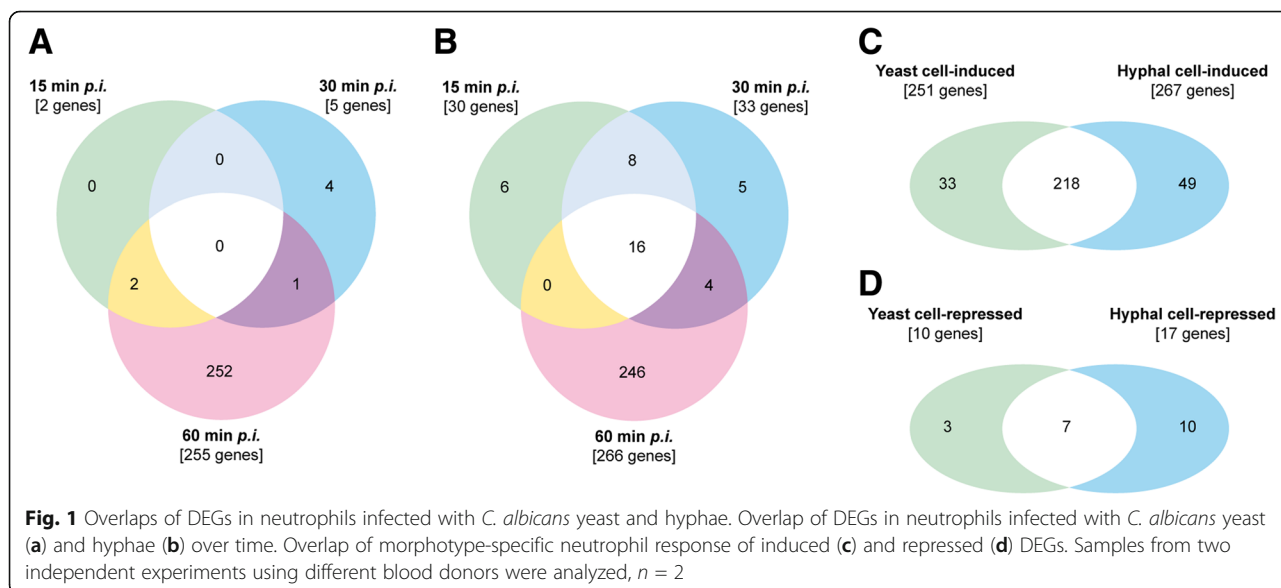 A
15 min p.i.
[2 genes]
30 min p.i.
[5 genes]
0
0
4
0
2
1
252
60 min p.i.
[255 genes]
B
15 min p.i.
[30 genes]
30 min p.i.
[33 genes]
8
6
5
16
0
4
246
60 min p.i.
[266 genes]
C
Yeast cell-induced
[251 genes]
Hyphal cell-induced
[267 genes]
33
218
49
D
Yeast cell-repressed
[10 genes]
Hyphal cell-repressed
[17 genes]
3
7
10
Fig. 1 Overlaps of DEGs in neutrophils infected with C. albicans yeast and hyphae. Overlap of DEGs in neutrophils infected with C. albicans yeast
(a) and hyphae (b) over time. Overlap of morphotype-specific neutrophil response of induced (c) and repressed (d) DEGs. Samples from two
independent experiments using different blood donors were analyzed, n = 2